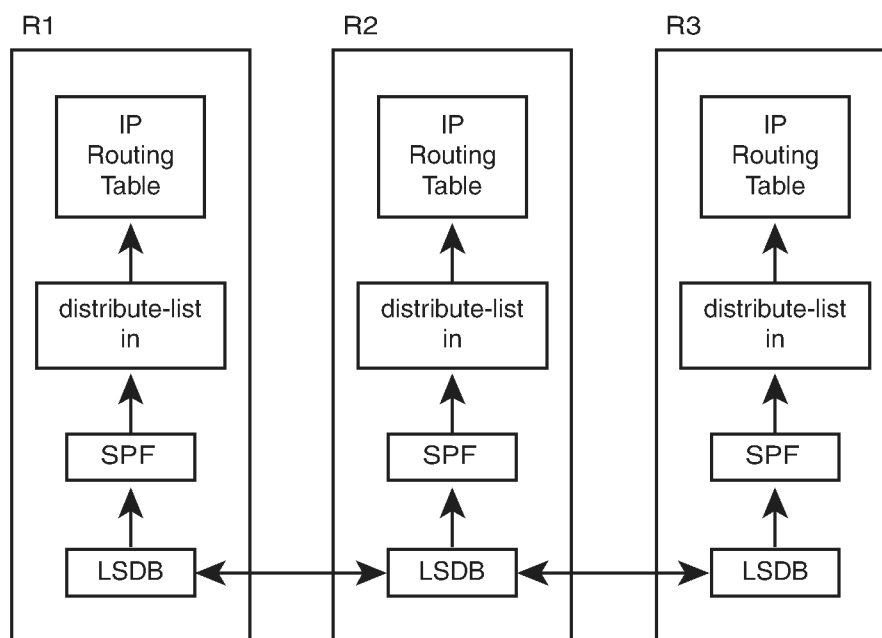 R1
IP
Routing
Table
distribute-list
in
SPF
LSDB
R2
IP
Routing
Table
distribute-list
in
SPF
LSDB
R3
IP
Routing
Table
distribute-list
in
SPF
LSDB